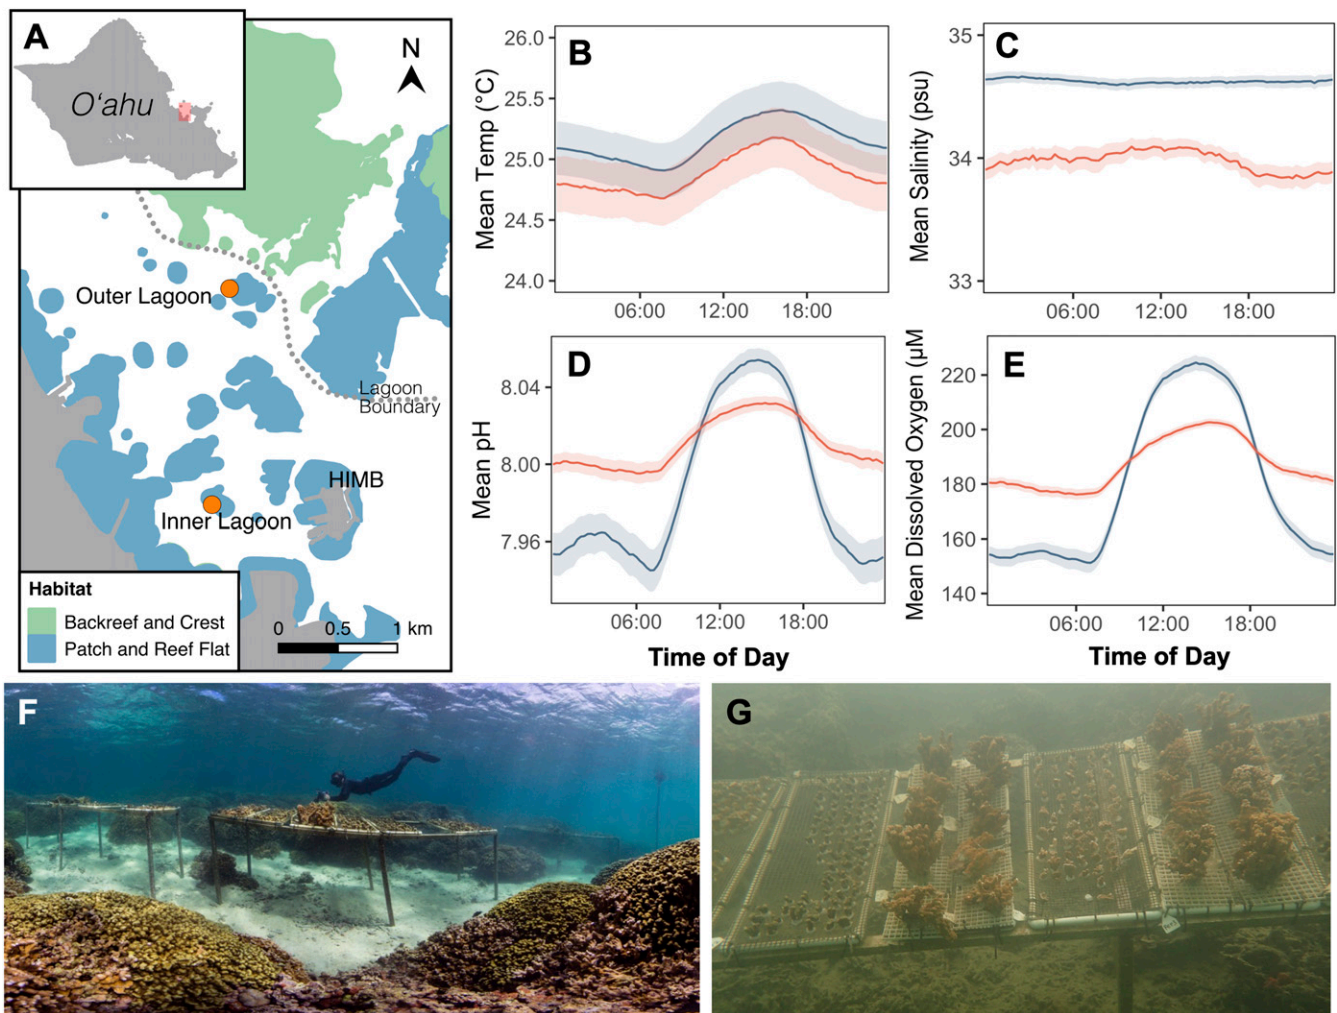 A
O‘ahu
N
Outer Lagoon
Lagoon
Boundary
HIMB
Inner Lagoon
Habitat
Backreef and Crest
Patch and Reef Flat
0 0.5 1 km
B
Mean Temp (°C)
26.0
25.5
25.0
24.5
24.0
06:00 12:00 18:00
C
Mean Salinity (psu)
35
34
33
06:00 12:00 18:00
D
Mean pH
8.04
8.00
7.96
06:00 12:00 18:00
Time of Day
E
Mean Dissolved Oxygen (µM
220
200
180
160
140
06:00 12:00 18:00
Time of Day
F
G